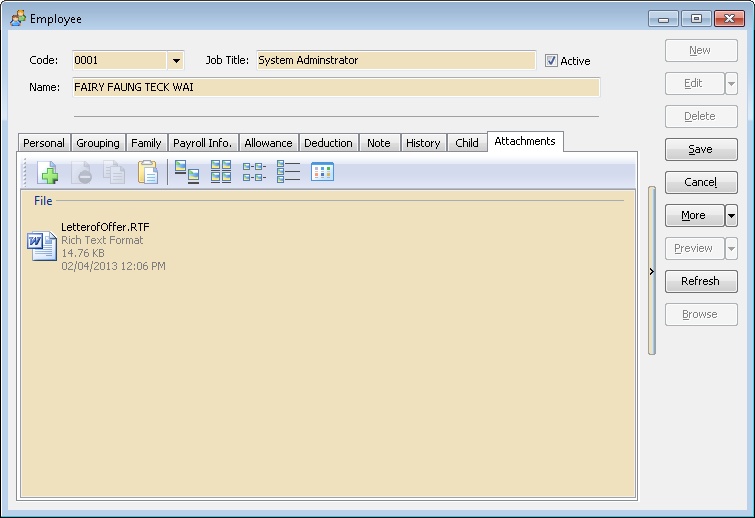 Employee
New
Code: 0001 Job Title: System Adminstrator Active
Edit
Name: FAIRY FAUNG TECK WAI
Delete
Personal Grouping Family Payroll Info. Allowance Deduction Note History Child Attachments
Save
Cancel
File
More
LetterofOffer.RTF
Rich Text Format
14.76 KB
02/04/2013 12:06 PM
Preview
Refresh
Browse